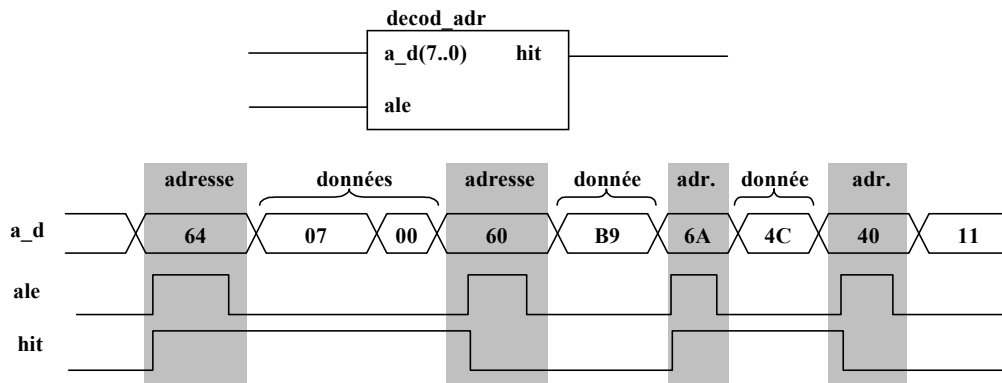 decod_adr
a_d(7..0) hit
ale
adresse données adresse donnée adr. donnée adr.
a_d 64 07 00 60 B9 6A 4C 40 11
ale
hit